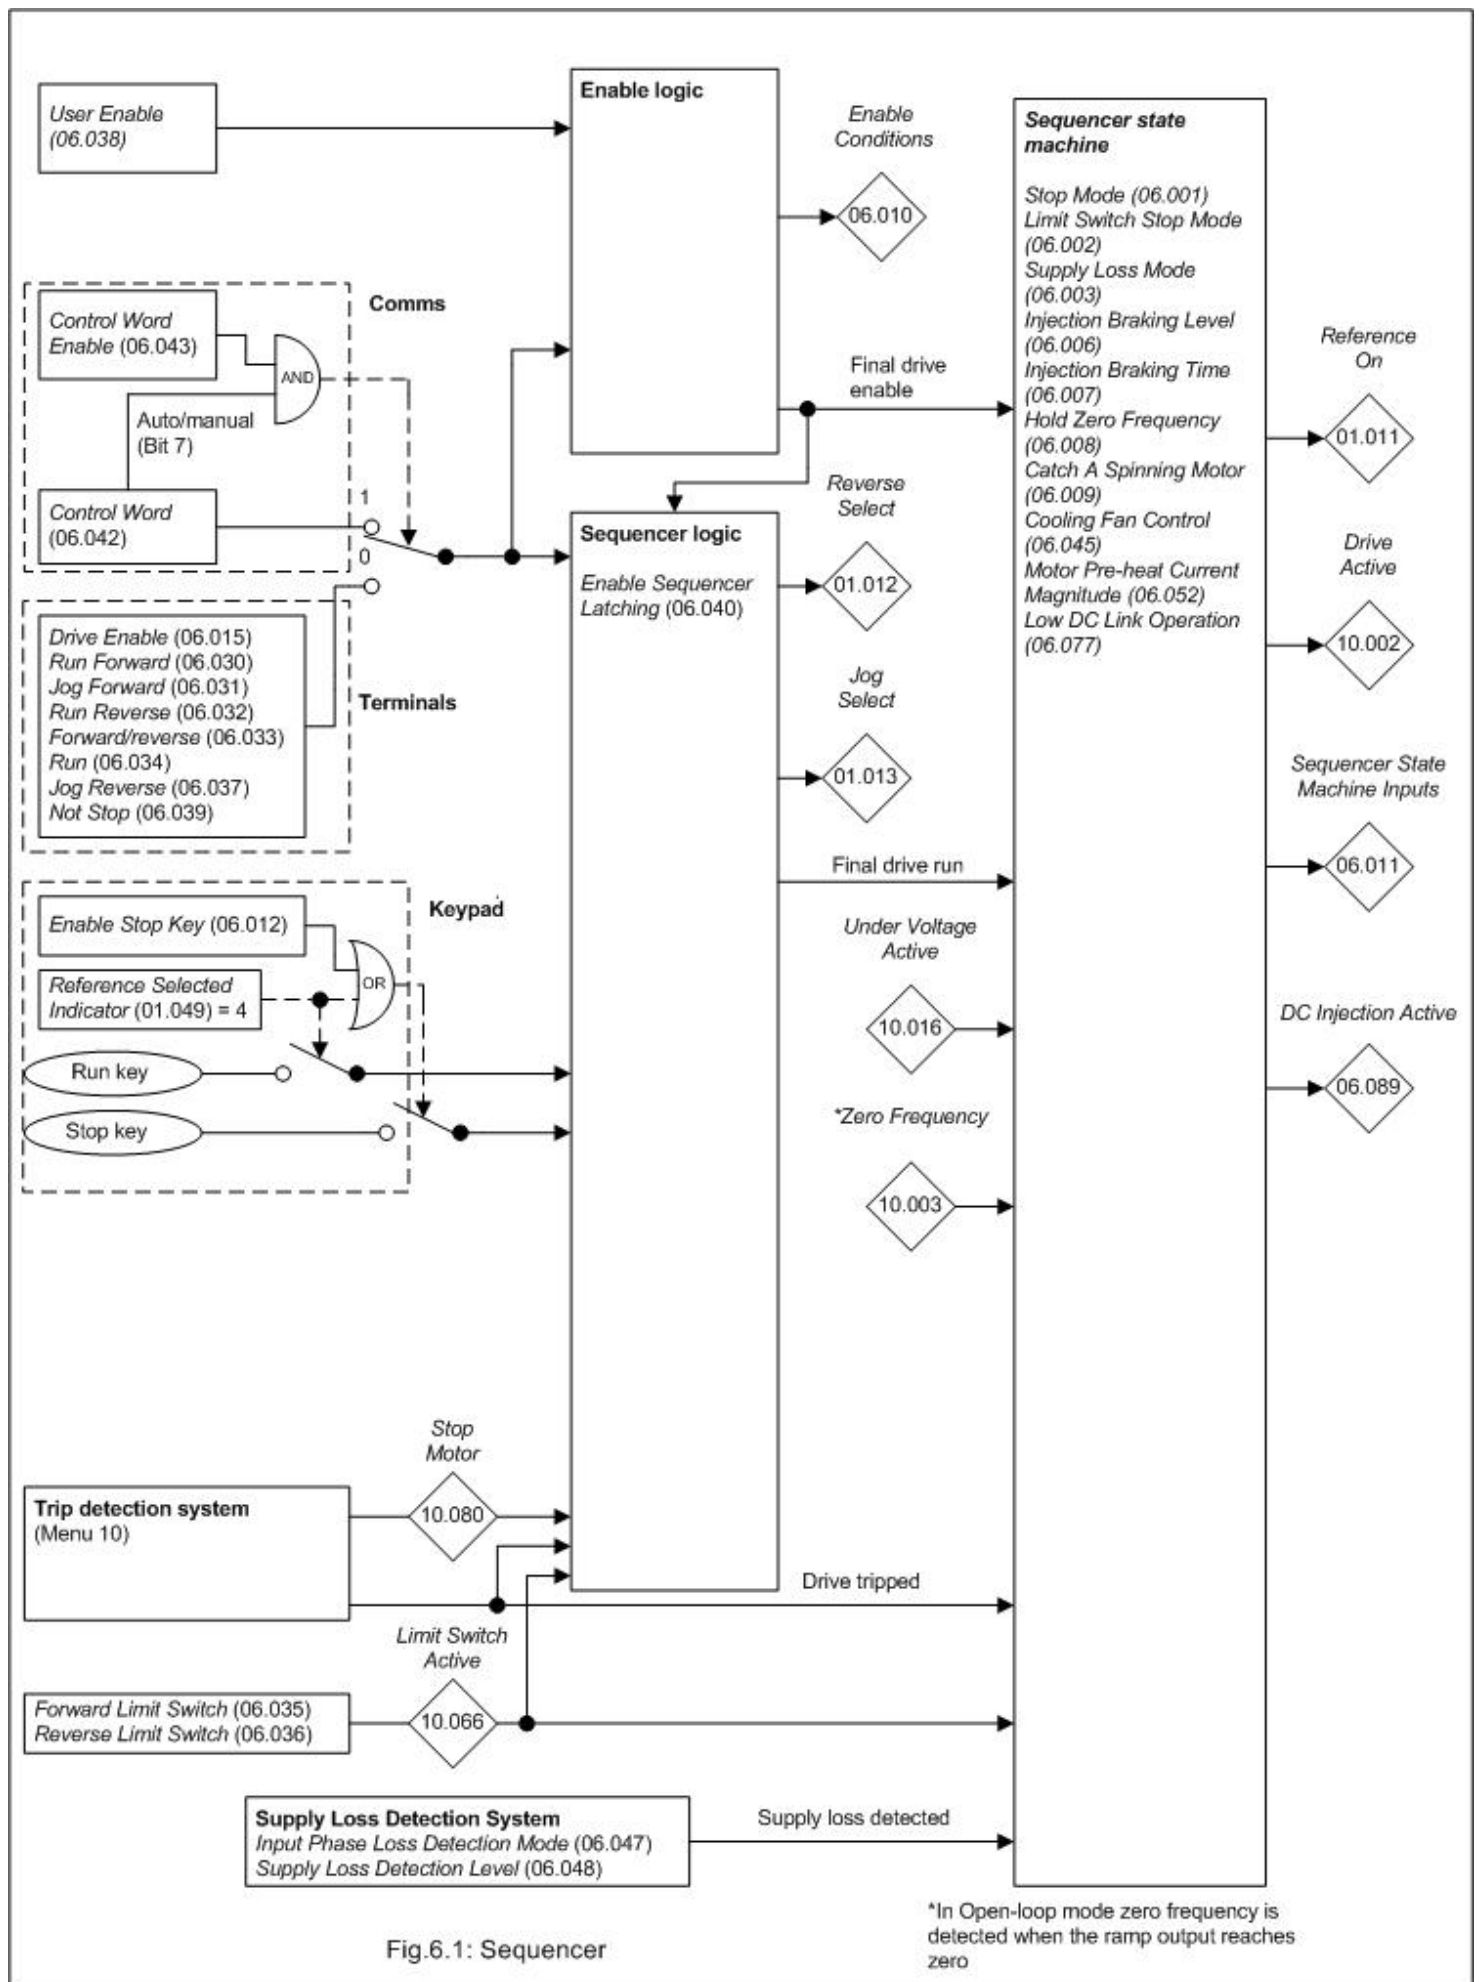 User Enable
(06.038)
Enable logic
Enable
Conditions
06.010
Sequencer state
machine
Stop Mode (06.001)
Limit Switch Stop Mode
(06.002)
Supply Loss Mode
(06.003)
Injection Braking Level
(06.006)
Injection Braking Time
(06.007)
Hold Zero Frequency
(06.008)
Catch A Spinning Motor
(06.009)
Cooling Fan Control
(06.045)
Motor Pre-heat Current
Magnitude (06.052)
Low DC Link Operation
(06.077)
Comms
Control Word
Enable (06.043)
AND
Auto/manual
(Bit 7)
Control Word
(06.042)
1
0
Final drive
enable
Reference
On
01.011
Drive
Active
10.002
Sequencer State
Machine Inputs
06.011
DC Injection Active
06.089
Sequencer logic
Enable Sequencer
Latching (06.040)
Reverse
Select
01.012
Jog
Select
01.013
Final drive run
Under Voltage
Active
10.016
*Zero Frequency
10.003
Drive Enable (06.015)
Run Forward (06.030)
Jog Forward (06.031)
Run Reverse (06.032)
Forward/reverse (06.033)
Run (06.034)
Jog Reverse (06.037)
Not Stop (06.039)
Terminals
Keypad
Enable Stop Key (06.012)
Reference Selected
Indicator (01.049) = 4
OR
Run key
Stop key
Stop
Motor
10.080
Trip detection system
(Menu 10)
Drive tripped
Limit Switch
Active
10.066
Forward Limit Switch (06.035)
Reverse Limit Switch (06.036)
Supply Loss Detection System
Input Phase Loss Detection Mode (06.047)
Supply Loss Detection Level (06.048)
Supply loss detected
*In Open-loop mode zero frequency is
detected when the ramp output reaches
zero
Fig.6.1: Sequencer